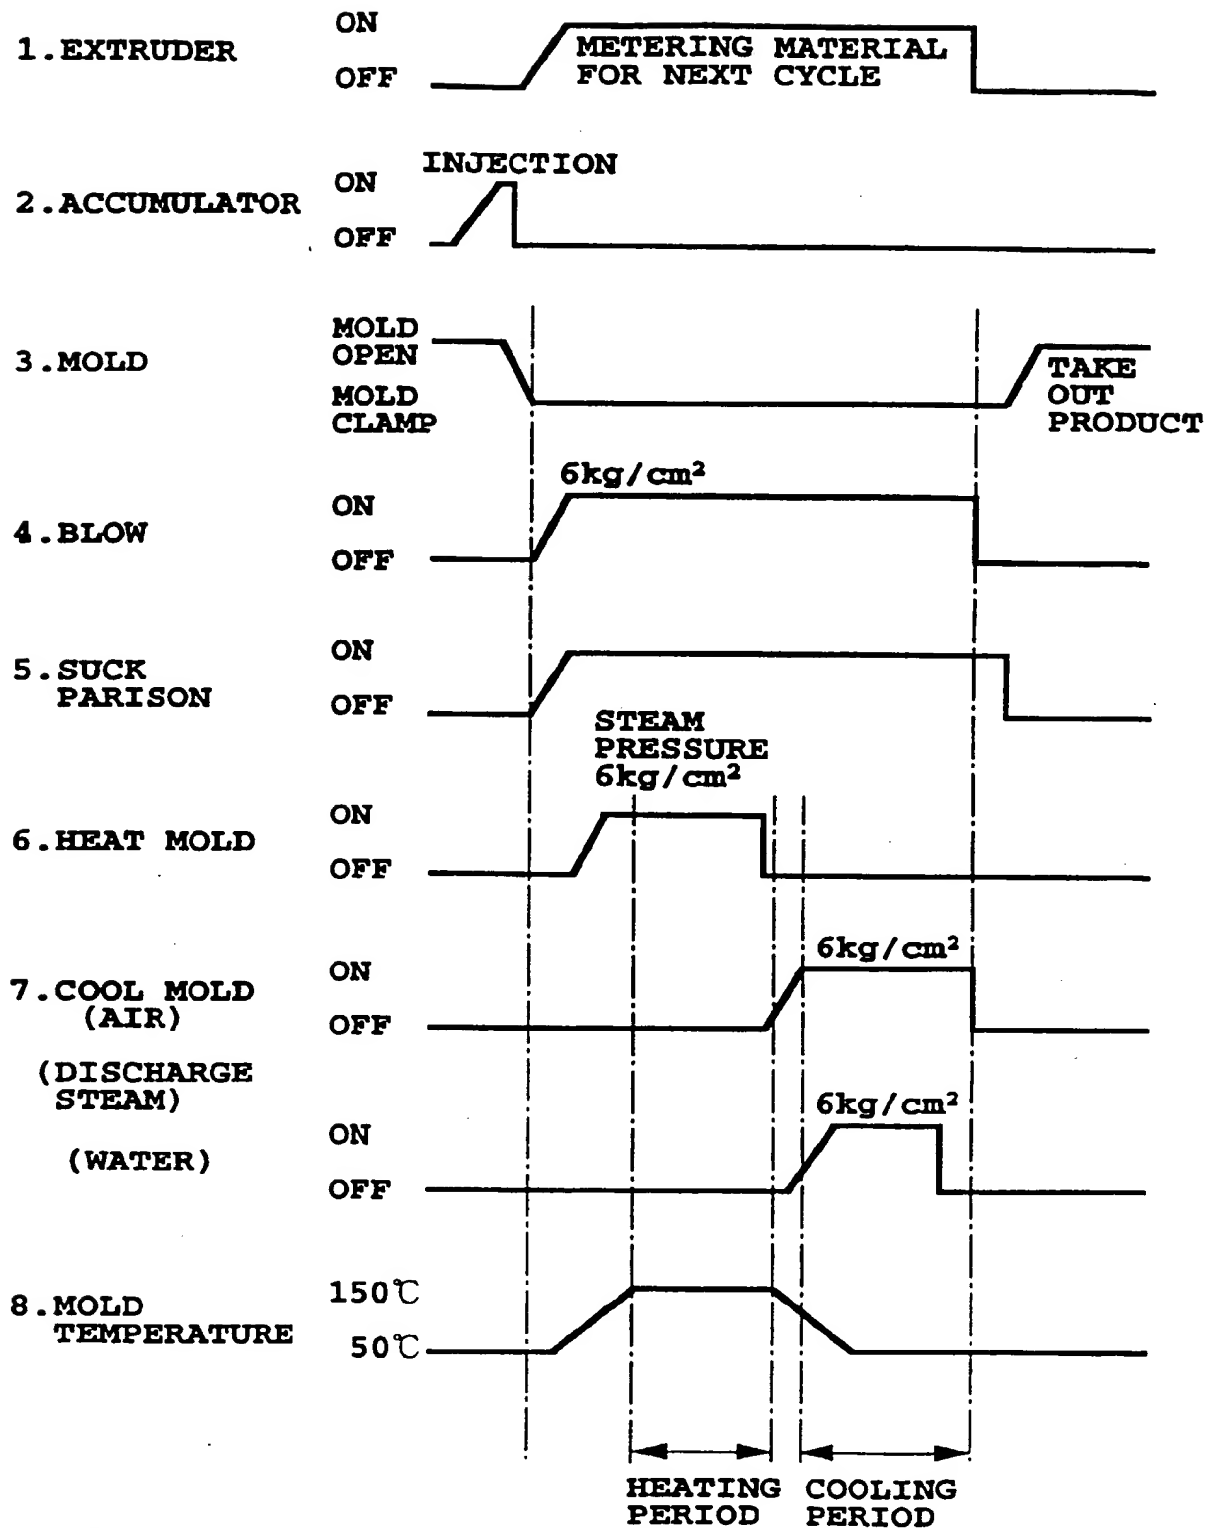 ON
1.EXTRUDER
METERING MATERIAL
FOR NEXT CYCLE
OFF
INJECTION
ON
2.ACCUMULATOR
OFF
MOLD
OPEN
3.MOLD
MOLD
CLAMP
TAKE
OUT
PRODUCT
6kg/cm²
ON
4.BLOW
OFF
ON
5.SUCK
PARISON
OFF
STEAM
PRESSURE
6kg/cm²
ON
6.HEAT MOLD
OFF
6kg/cm²
ON
7.COOL MOLD
(AIR)
OFF
(DISCHARGE
STEAM)
6kg/cm²
ON
(WATER)
OFF
150℃
8.MOLD
TEMPERATURE
50℃
HEATING
PERIOD
COOLING
PERIOD